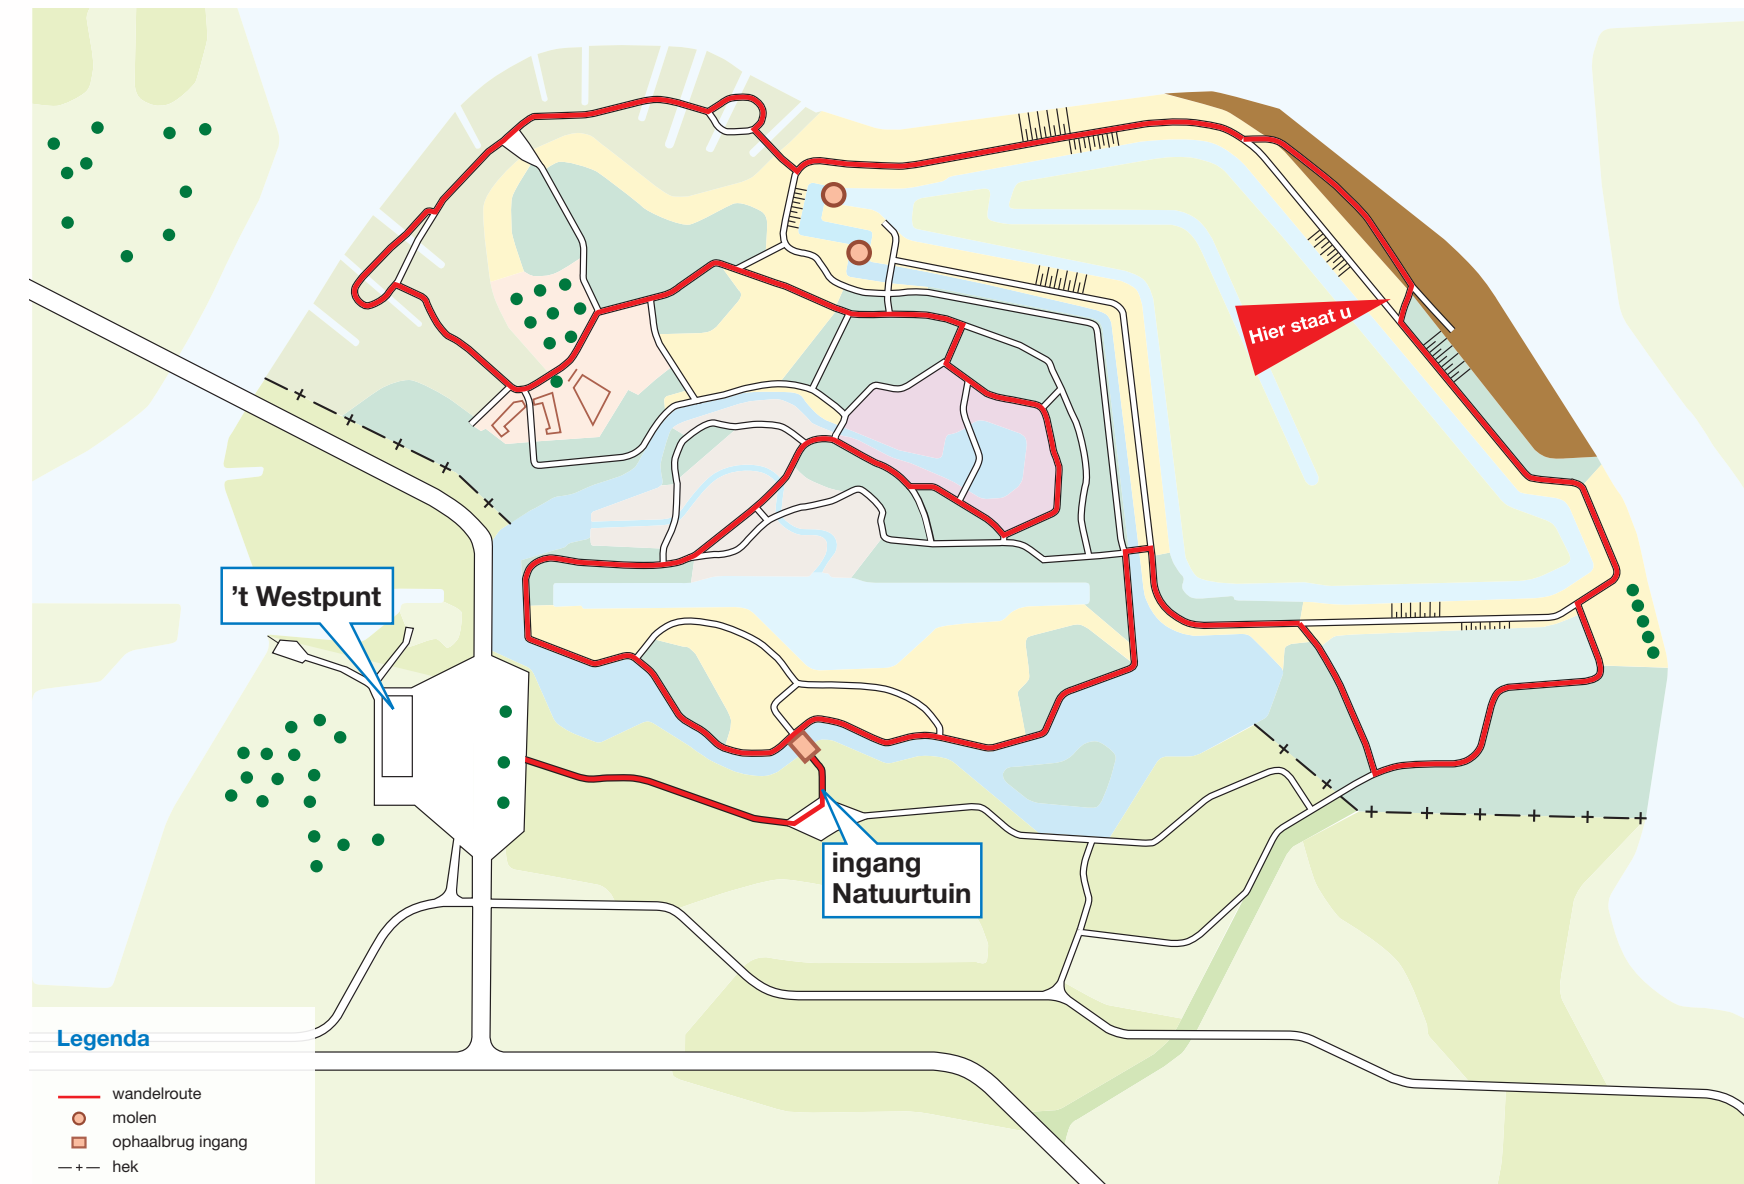 Hier staat u
't Westpunt
ingang
Natuurtuin
Legenda
wandelroute
molen
ophaalbrug ingang
hek